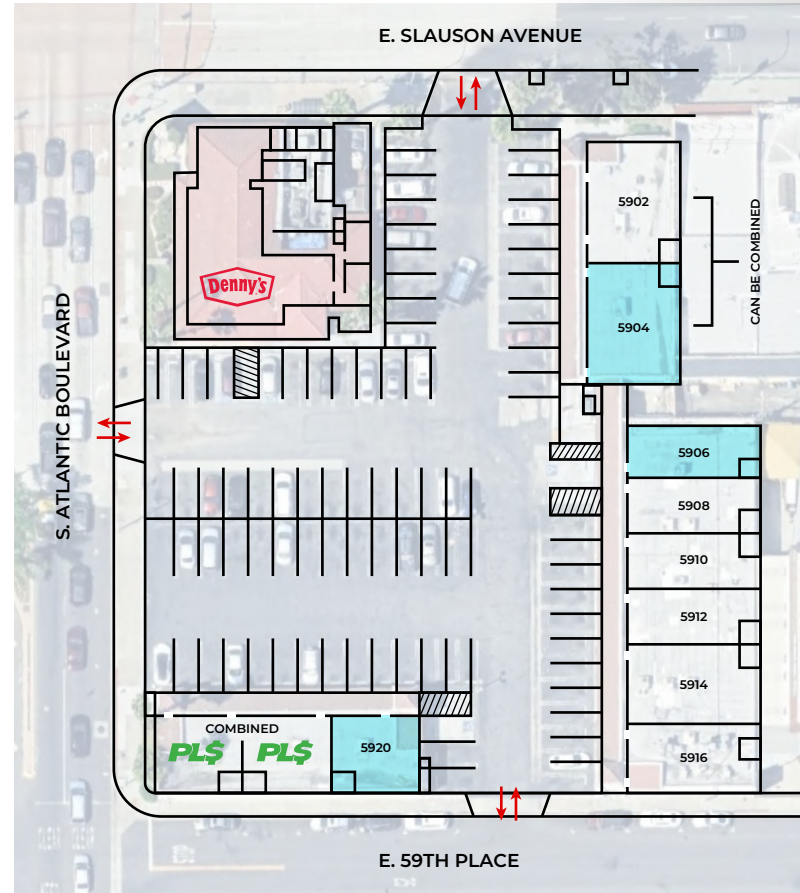 E. SLAUSON AVENUE
5902
CAN BE COMBINED
5904
Denny's
S. ATLANTIC BOULEVARD
5906
5908
5910
5912
5914
5916
COMBINED
PL$ PL$
5920
E. 59TH PLACE